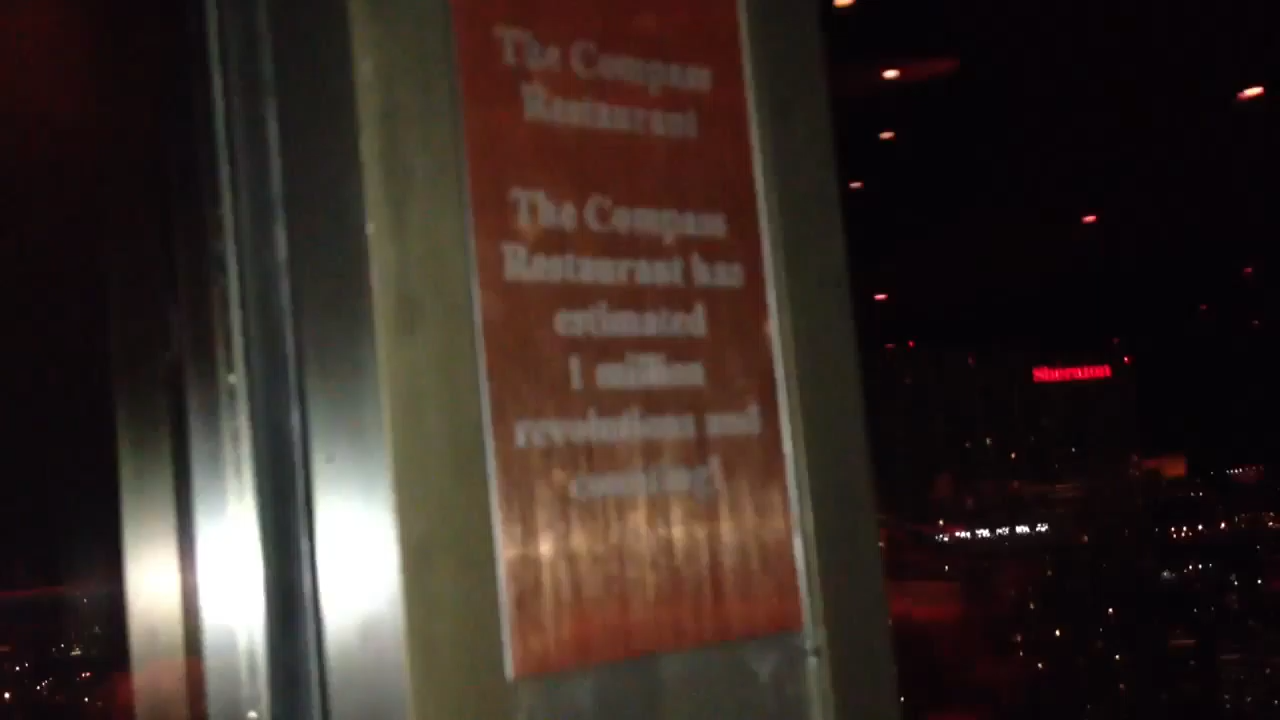 The Compass
Restaurant
The Compass
Restaurant has
estimated
1 million
revolutions and
counting!
Sheraton